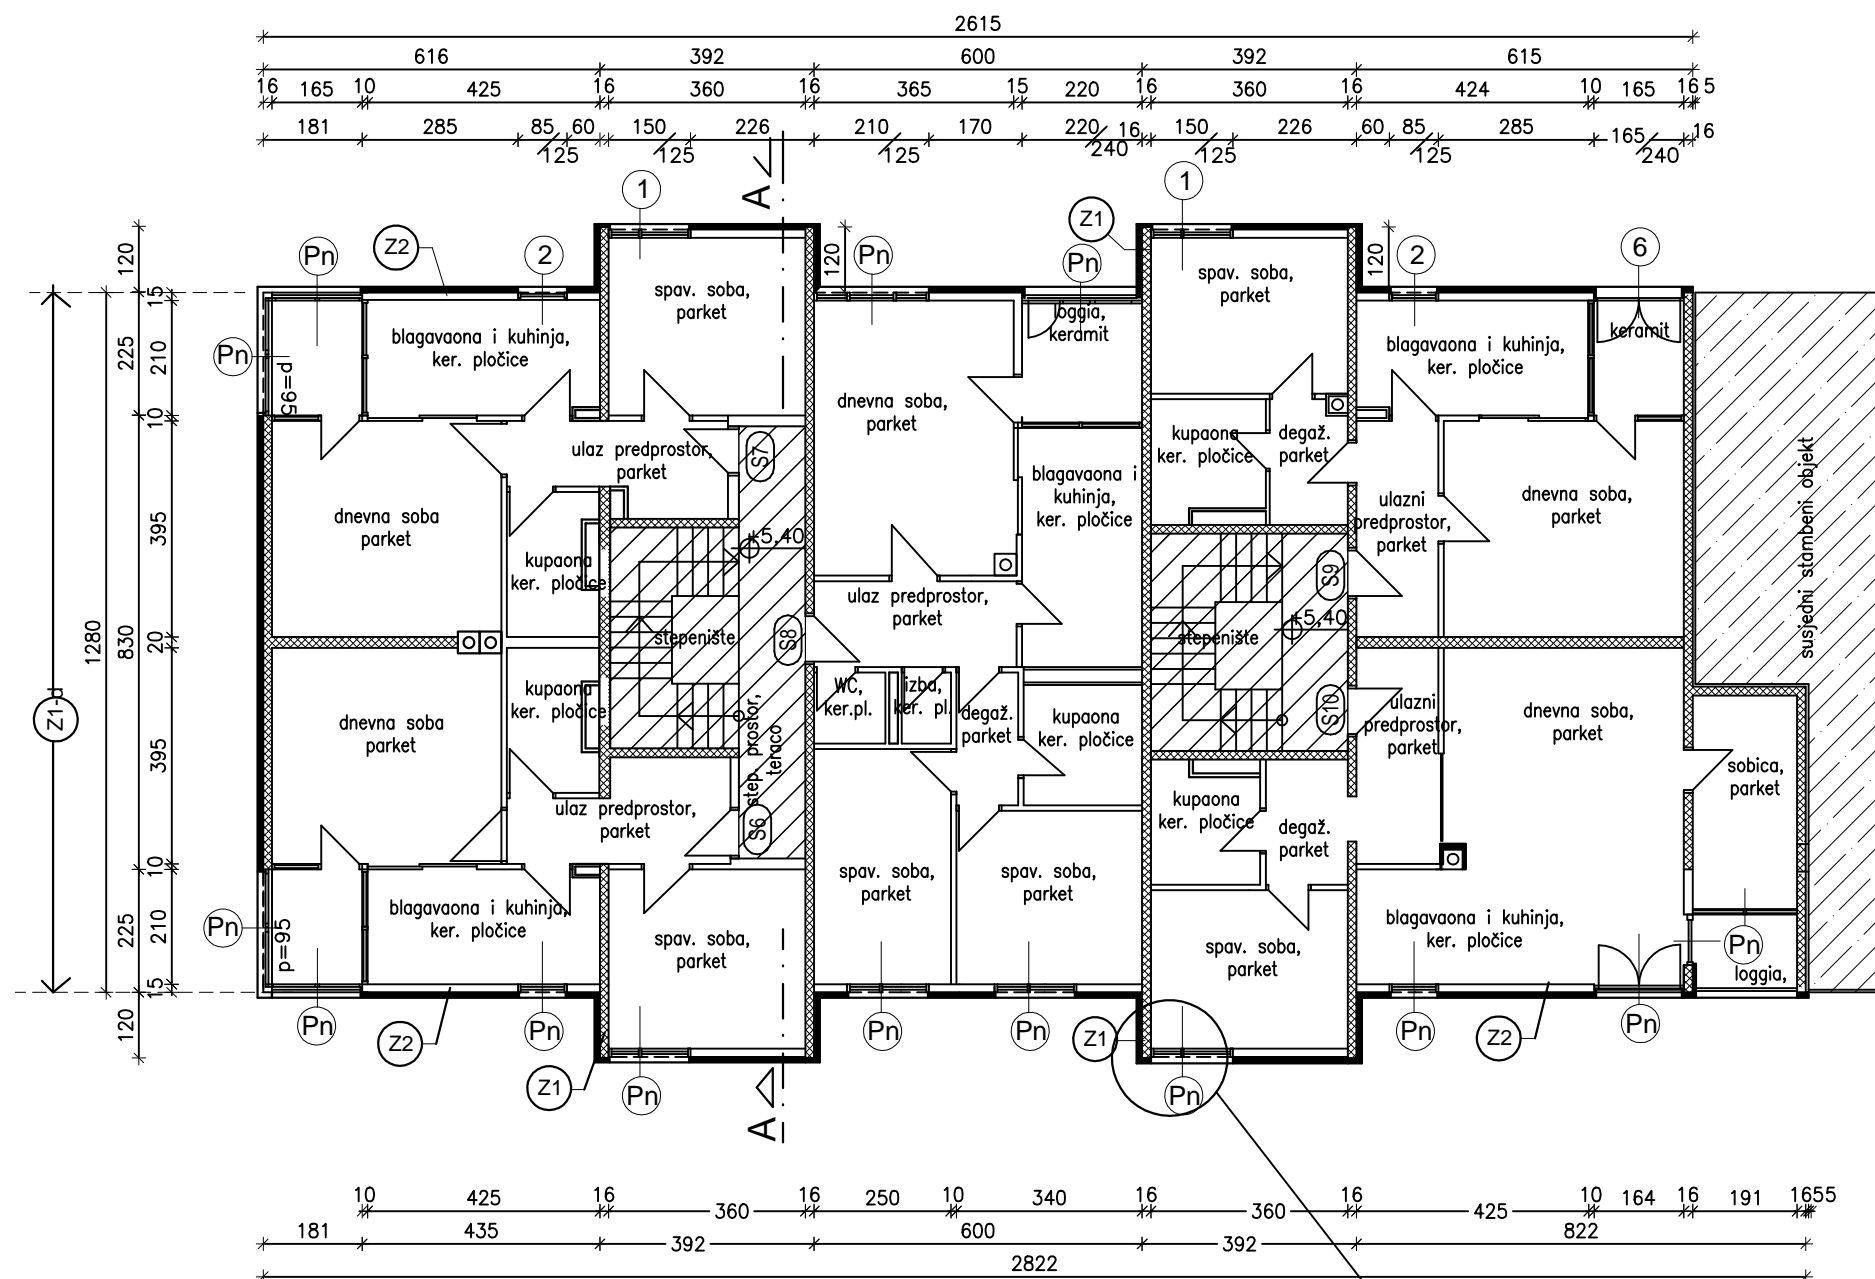 2615
616 392 600 392 615
16 165 10 425 16 360 16 365 15 220 16 360 16 424 10 165 16 5
181 285 85 60 150 226 210 170 220 16 150 226 60 85 285 165 16
125 125 125 240 125 125 240
A
1
1
Z1
Z2
Pn
2
Pn
Pn
2
6
120
120
120
spav. soba,
parket
spav. soba,
parket
loggia,
keramit
keramit
blagavaona i kuhinja,
ker. pločice
blagavaona i kuhinja,
ker. pločice
Pn
p=95
15
225
210
10
dnevna soba,
parket
kupaona
ker. pločice
degaž.
parket
ulaz predprostor,
parket
S7
blagavaona i
kuhinja,
ker. pločice
ulazni
predprostor,
parket
dnevna soba,
parket
susjedni stambeni objekt
dnevna soba
parket
395
+5,40
kupaona
ker. pločice
S9
ulaz predprostor,
parket
+5,40
stepenište
S8
stepenište
1280
830
20
Z1-p
kupaona
ker. pločice
WC,
ker.pl.
izba,
ker. pl.
degaž.
parket
kupaona
ker. pločice
S10
ulazni
predprostor,
parket
dnevna soba,
parket
dnevna soba
parket
395
step. prostor,
teraco
sobica,
parket
ulaz predprostor,
parket
S6
kupaona
ker. pločice
degaž.
parket
10
spav. soba,
parket
spav. soba,
parket
blagavaona i kuhinja,
ker. pločice
blagavaona i kuhinja,
ker. pločice
Pn
p=95
225
210
spav. soba,
parket
spav. soba,
parket
Pn
loggia,
15
120
Pn
Z2
Pn
Pn
Pn
Z1
Pn
Z2
Pn
Z1
Pn
Pn
A
10 425 16 360 16 250 10 340 16 360 16 425 10 164 16 191 16 5 5
181 435 392 600 392 822
2822